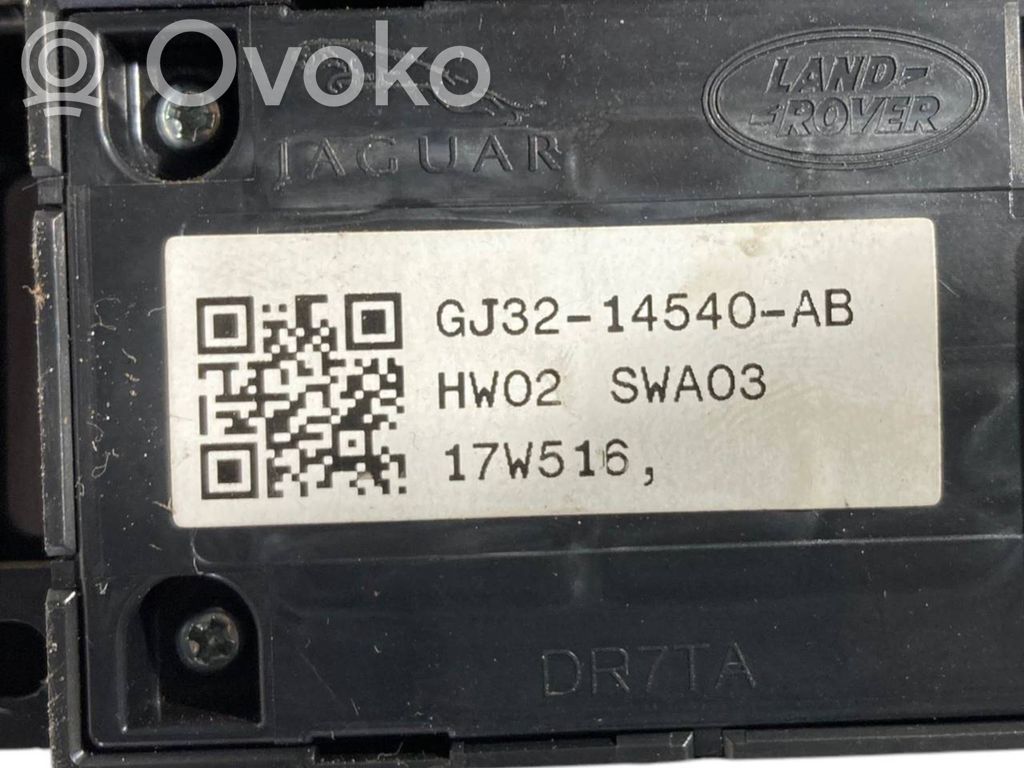 Ovoko
JAGUAR
LAND-
ROVER
GJ32-14540-AB
HW02 SWA03
17W516,
DR7TA